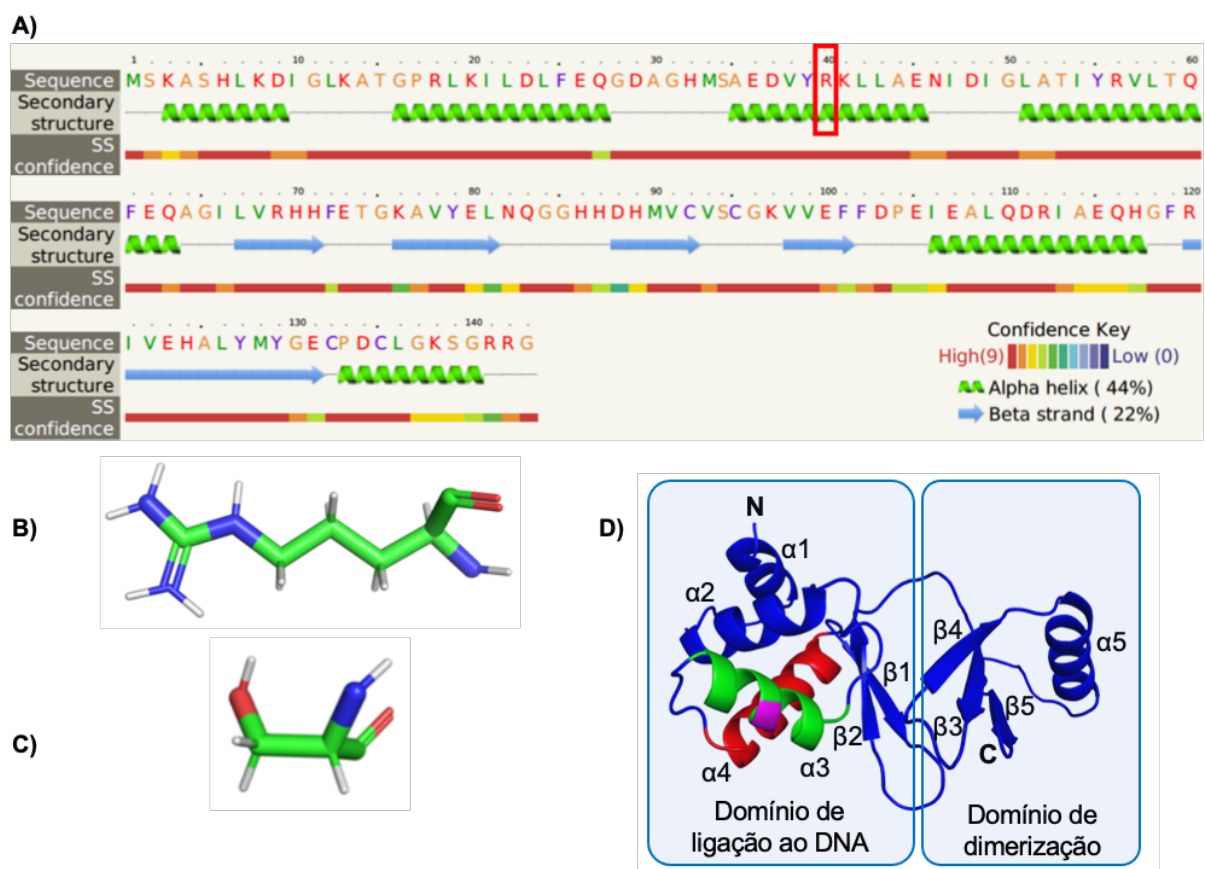 A)
1 10 20 30 40 50 60
Sequence M S K A S H L K D I G L K A T G P R L K I L D L F E Q G D A G H M S A E D V Y R K L L A E N I D I G L A T I Y R V L T Q
Secondary
structure
SS
confidence
70 80 90 100 110 120
Sequence F E Q A G I L V R H H F E T G K A V Y E L N Q G G H H D H M V C V S C G K V V E F F D P E I E A L Q D R I A E Q H G F R
Secondary
structure
SS
confidence
130 140
Sequence I V E H A L Y M Y G E C P D C L G K S G R R G
Secondary
structure
SS
confidence
Confidence Key
High(9) Low (0)
Alpha helix ( 44%)
Beta strand ( 22%)
B)
C)
D)
N
α1
α2
β4
α5
β1
β5
β3
β2
C
α4
α3
Domínio de
ligação ao DNA
Domínio de
dimerização